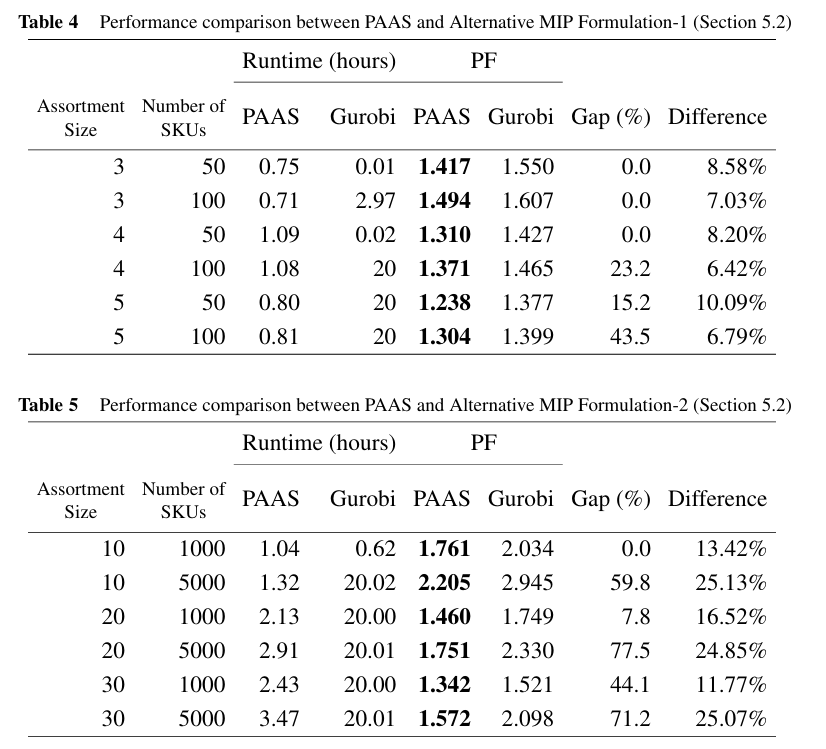 Table 4 Performance comparison between PAAS and Alternative MIP Formulation-1 (Section 5.2)
Runtime (hours) PF
Assortment Size Number of SKUs PAAS Gurobi PAAS Gurobi Gap (%) Difference
3 50 0.75 0.01 1.417 1.550 0.0 8.58%
3 100 0.71 2.97 1.494 1.607 0.0 7.03%
4 50 1.09 0.02 1.310 1.427 0.0 8.20%
4 100 1.08 20 1.371 1.465 23.2 6.42%
5 50 0.80 20 1.238 1.377 15.2 10.09%
5 100 0.81 20 1.304 1.399 43.5 6.79%
Table 5 Performance comparison between PAAS and Alternative MIP Formulation-2 (Section 5.2)
Runtime (hours) PF
Assortment Size Number of SKUs PAAS Gurobi PAAS Gurobi Gap (%) Difference
10 1000 1.04 0.62 1.761 2.034 0.0 13.42%
10 5000 1.32 20.02 2.205 2.945 59.8 25.13%
20 1000 2.13 20.00 1.460 1.749 7.8 16.52%
20 5000 2.91 20.01 1.751 2.330 77.5 24.85%
30 1000 2.43 20.00 1.342 1.521 44.1 11.77%
30 5000 3.47 20.01 1.572 2.098 71.2 25.07%